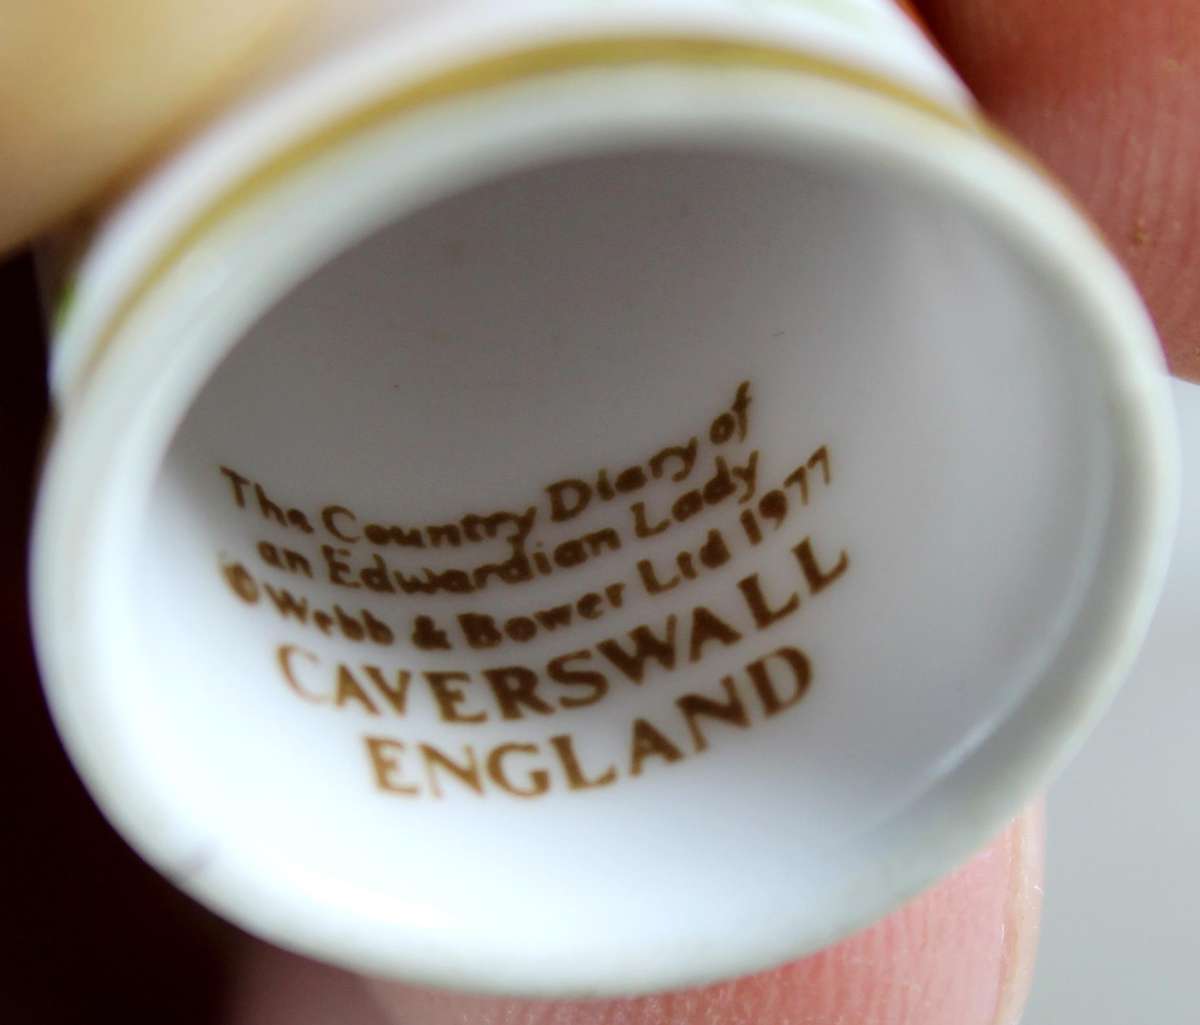 The Country Diary of
an Edwardian Lady
© Webb & Bower Ltd 1977
CAVERSWALL
ENGLAND